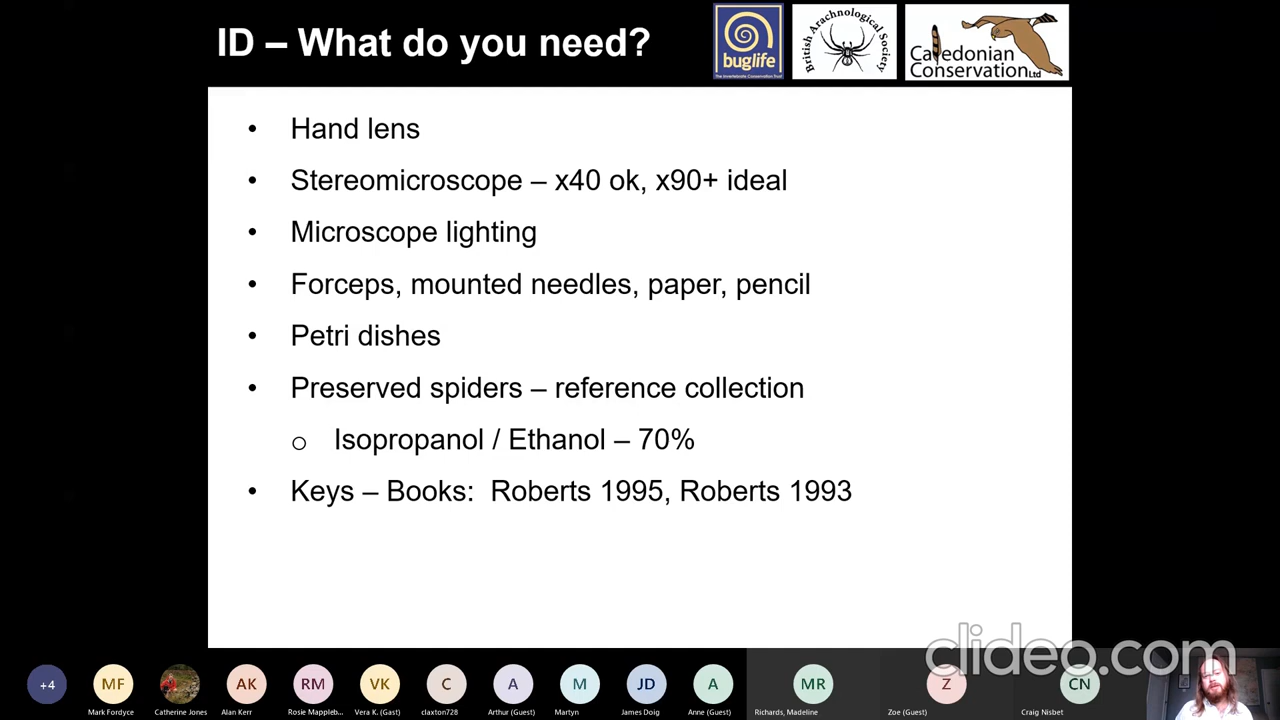 ID – What do you need?
buglife
The Invertebrate Conservation Trust
British Arachnological Society
Caledonian
Conservation Ltd
• Hand lens
• Stereomicroscope – x40 ok, x90+ ideal
• Microscope lighting
• Forceps, mounted needles, paper, pencil
• Petri dishes
• Preserved spiders – reference collection
o Isopropanol / Ethanol – 70%
• Keys – Books: Roberts 1995, Roberts 1993
clideo.com
+4 MF AK RM VK C A M JD A MR Z CN
Mark Fordyce Catherine Jones Alan Kerr Rosie Mappleb... Vera K. (Gast) claxton728 Arthur (Guest) Martyn James Doig Anne (Guest) Richards, Madeline Zoe (Guest) Craig Nisbet